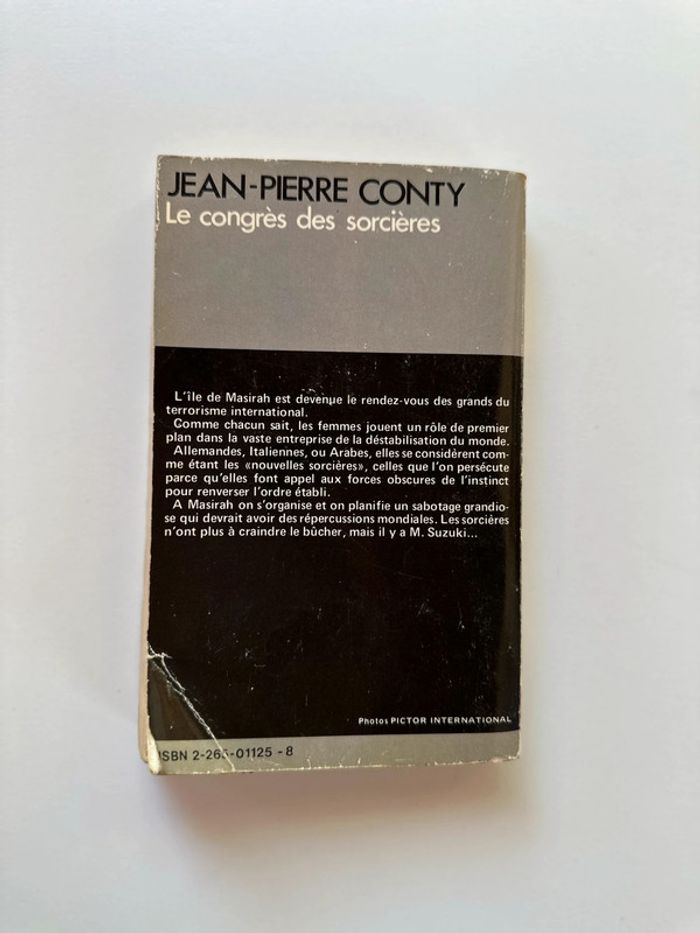 JEAN-PIERRE CONTY
Le congrès des sorcières
L'île de Masirah est devenue le rendez-vous des grands du
terrorisme international.
Comme chacun sait, les femmes jouent un rôle de premier
plan dans la vaste entreprise de la déstabilisation du monde.
Allemandes, Italiennes, ou Arabes, elles se considèrent com-
me étant les «nouvelles sorcières», celles que l'on persécute
parce qu'elles font appel aux forces obscures de l'instinct
pour renverser l'ordre établi.
A Masirah on s'organise et on planifie un sabotage grandio-
se qui devrait avoir des répercussions mondiales. Les sorcières
n'ont plus à craindre le bûcher, mais il y a M. Suzuki...
Photos PICTOR INTERNATIONAL
ISBN 2-265-01125-8